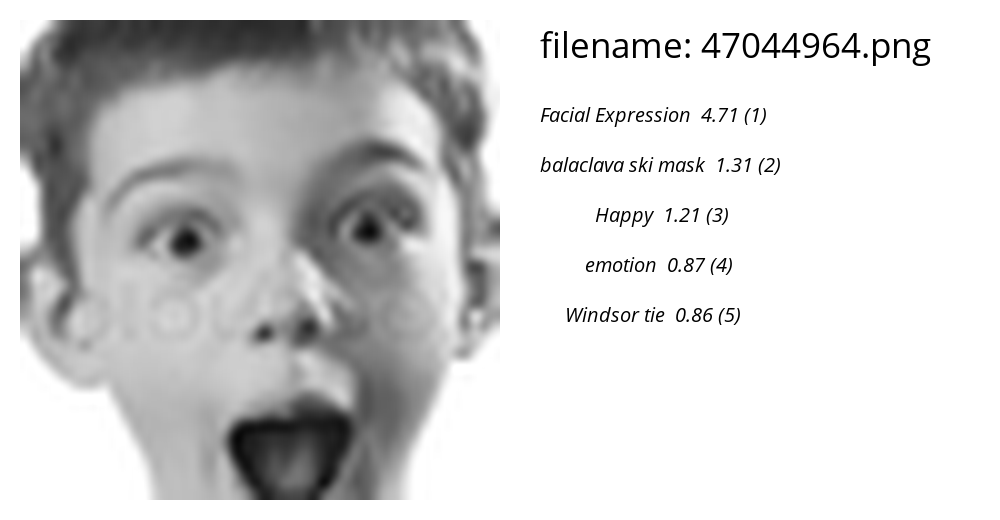 filename: 47044964.png
Facial Expression 4.71 (1)
balaclava ski mask 1.31 (2)
Happy 1.21 (3)
emotion 0.87 (4)
Windsor tie 0.86 (5)